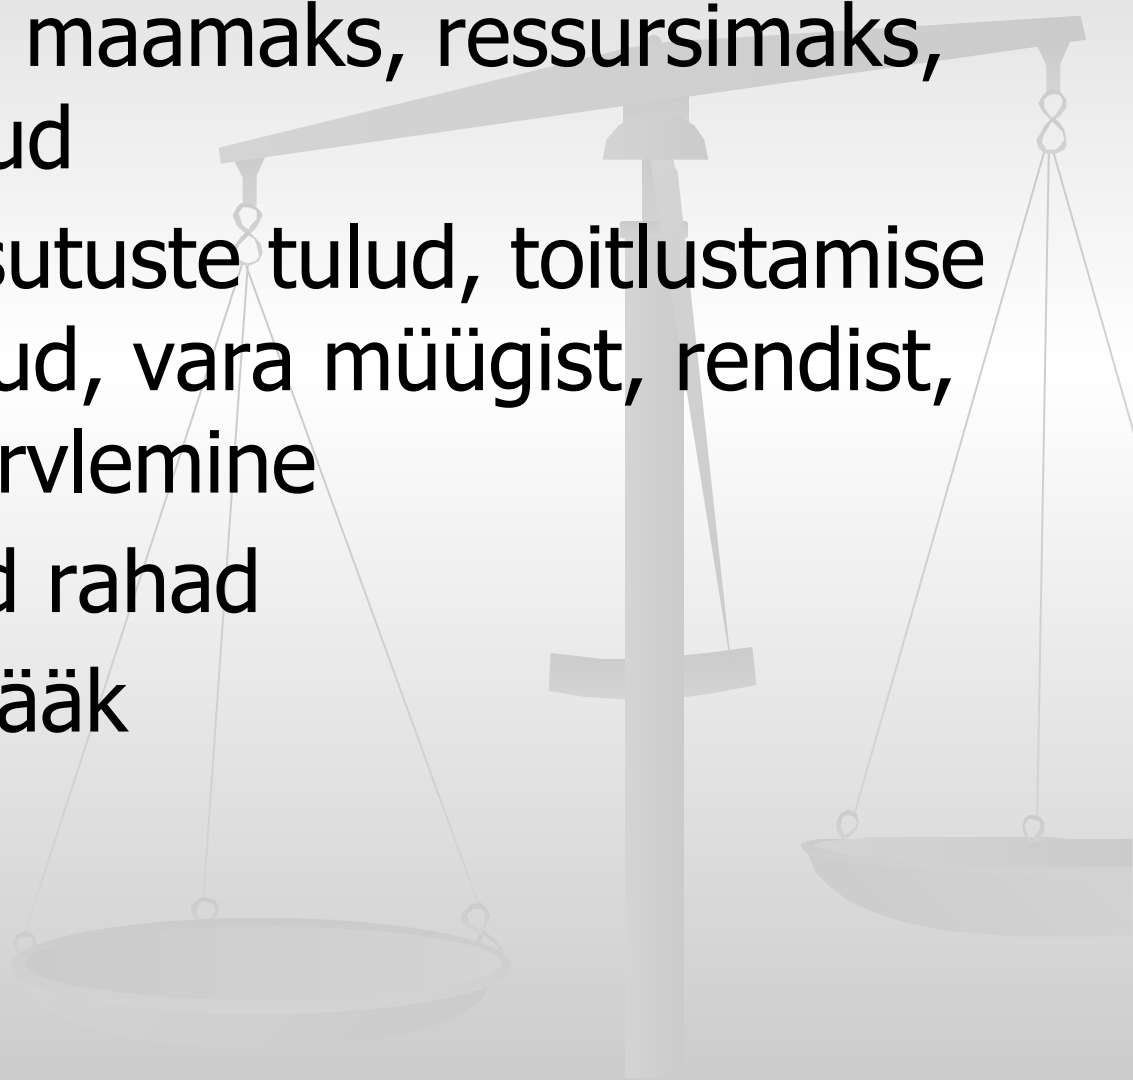 maamaks, ressursimaks,
ud
sutuste tulud, toitlustamise
ud, vara müügist, rendist,
rvlemine
d rahad
ääk